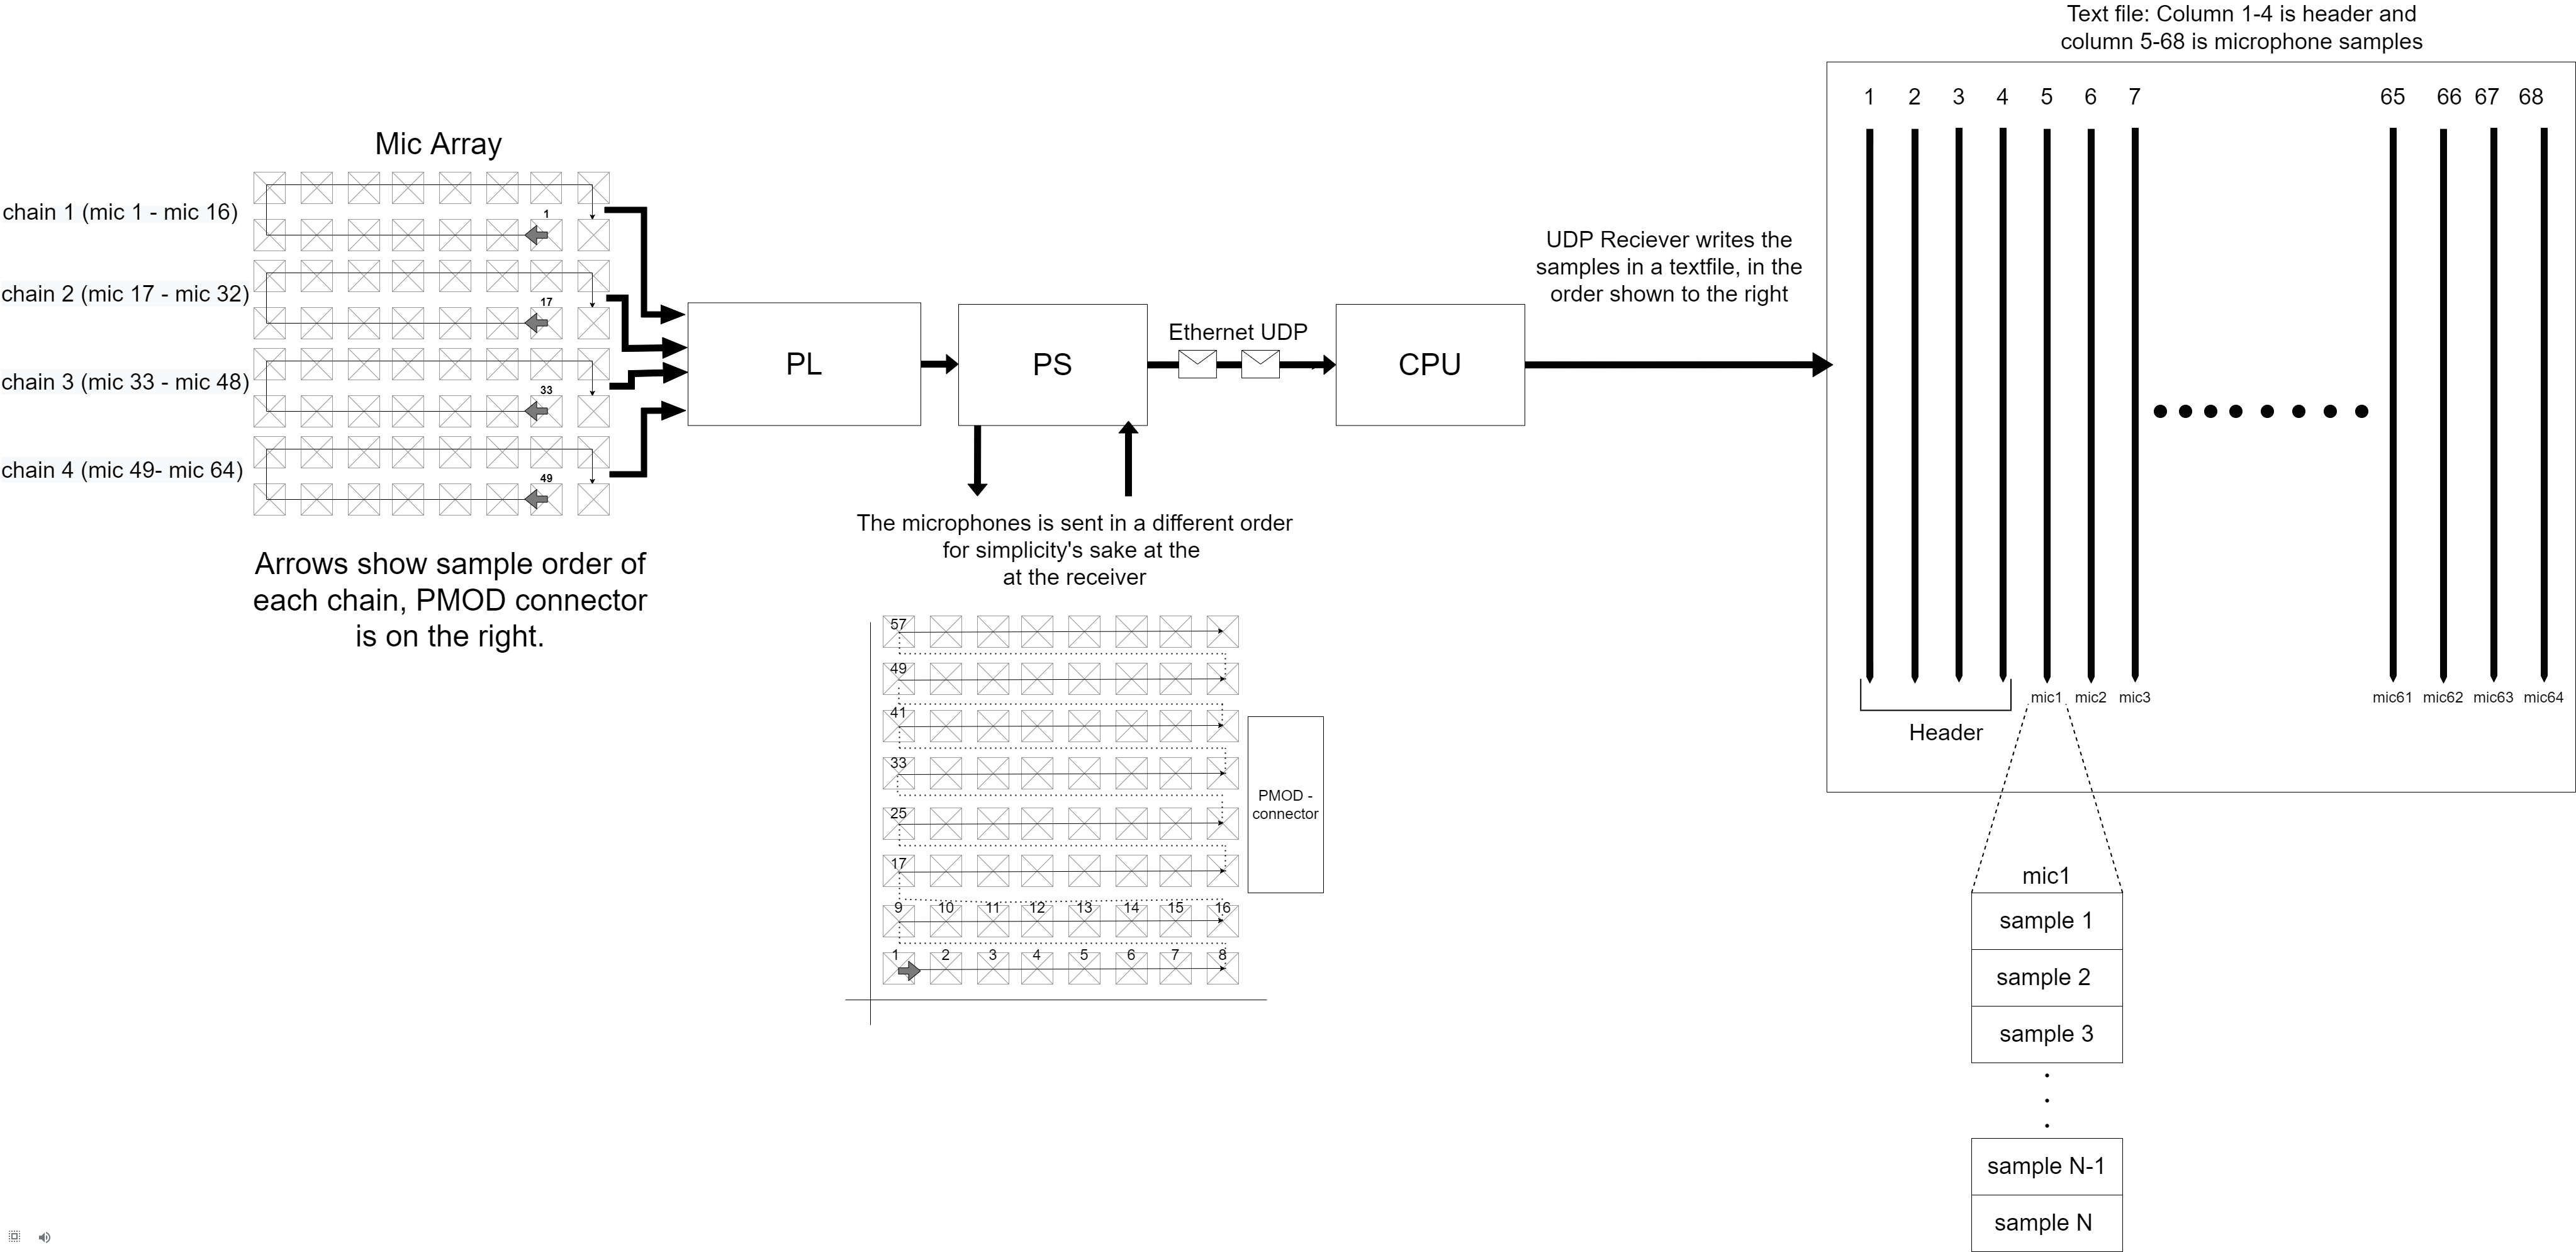 Text file: Column 1-4 is header and
column 5-68 is microphone samples
1 2 3 4 5 6 7 65 66 67 68
Mic Array
chain 1 (mic 1 - mic 16)
1
chain 2 (mic 17 - mic 32)
17
chain 3 (mic 33 - mic 48)
33
chain 4 (mic 49- mic 64)
49
Arrows show sample order of
each chain, PMOD connector
is on the right.
PL
PS
Ethernet UDP
CPU
UDP Reciever writes the
samples in a textfile, in the
order shown to the right
The microphones is sent in a different order
for simplicity's sake at the
at the receiver
57
49
41
33
25
17
9 10 11 12 13 14 15 16
1 2 3 4 5 6 7 8
PMOD -
connector
mic1 mic2 mic3 mic61 mic62 mic63 mic64
Header
mic1
sample 1
sample 2
sample 3
sample N-1
sample N